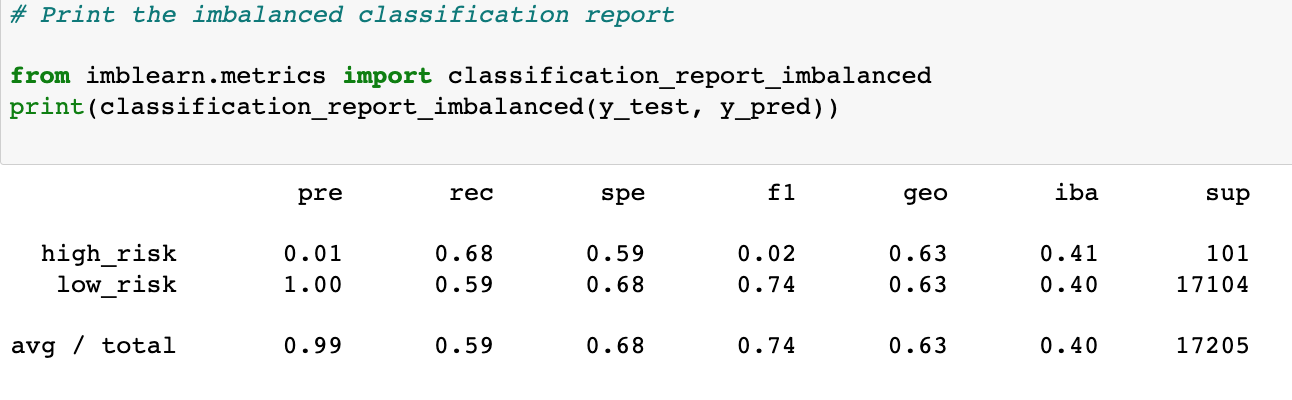 # Print the imbalanced classification report
from imblearn.metrics import classification_report_imbalanced
print(classification_report_imbalanced(y_test, y_pred))
pre rec spe f1 geo iba sup
high_risk 0.01 0.68 0.59 0.02 0.63 0.41 101
low_risk 1.00 0.59 0.68 0.74 0.63 0.40 17104
avg / total 0.99 0.59 0.68 0.74 0.63 0.40 17205